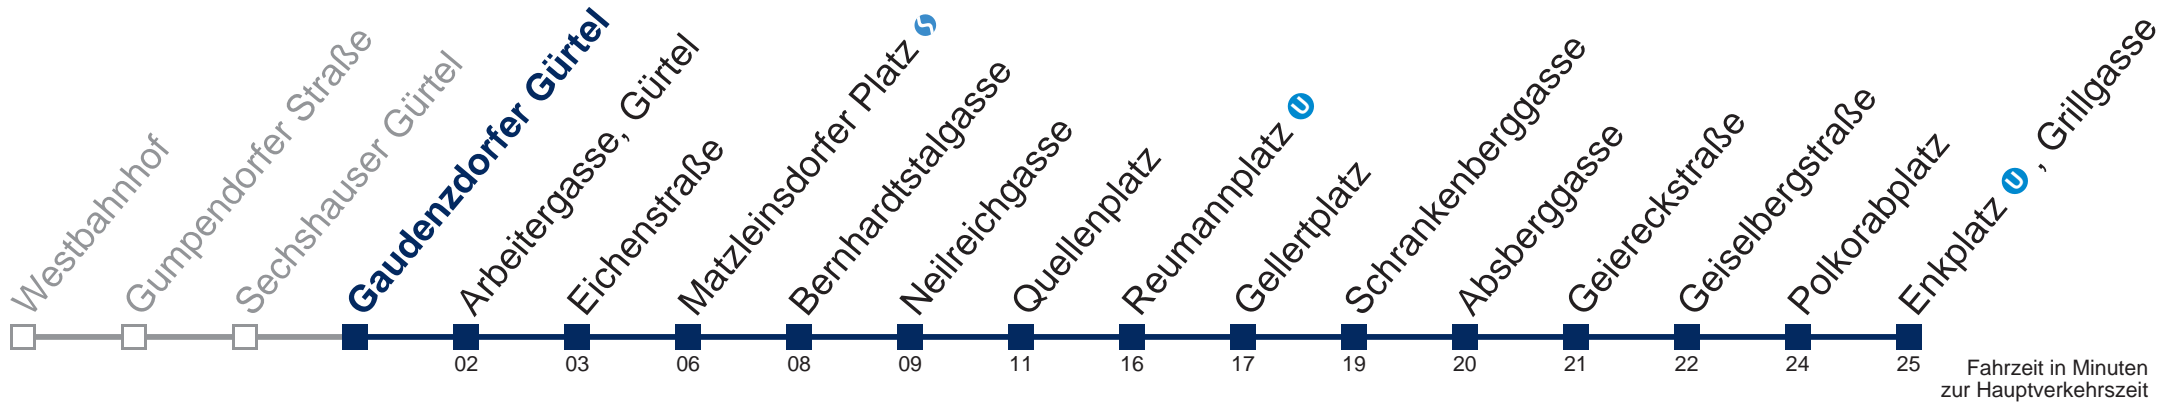 Westbahnhof
Gumpendorfer Straße
Sechshauser Gürtel
Gaudenzdorfer Gürtel
Arbeitergasse, Gürtel
Eichenstraße
Matzleinsdorfer Platz S
Bernhardtstalgasse
Neilreichgasse
Quellenplatz
Reumannplatz U
Gellertplatz
Schrankenberggasse
Absberggasse
Geiereckstraße
Geiselbergstraße
Polkorabplatz
Enkplatz U , Grillgasse
02 03 06 08 09 11 16 17 19 20 21 22 24 25
Fahrzeit in Minuten
zur Hauptverkehrszeit